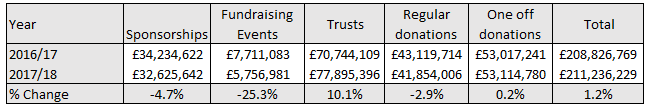 Year Sponsorships Fundraising Events Trusts Regular donations One off donations Total
2016/17 £34,234,622 £7,711,083 £70,744,109 £43,119,714 £53,017,241 £208,826,769
2017/18 £32,625,642 £5,756,981 £77,895,396 £41,854,006 £53,114,780 £211,236,229
% Change -4.7% -25.3% 10.1% -2.9% 0.2% 1.2%